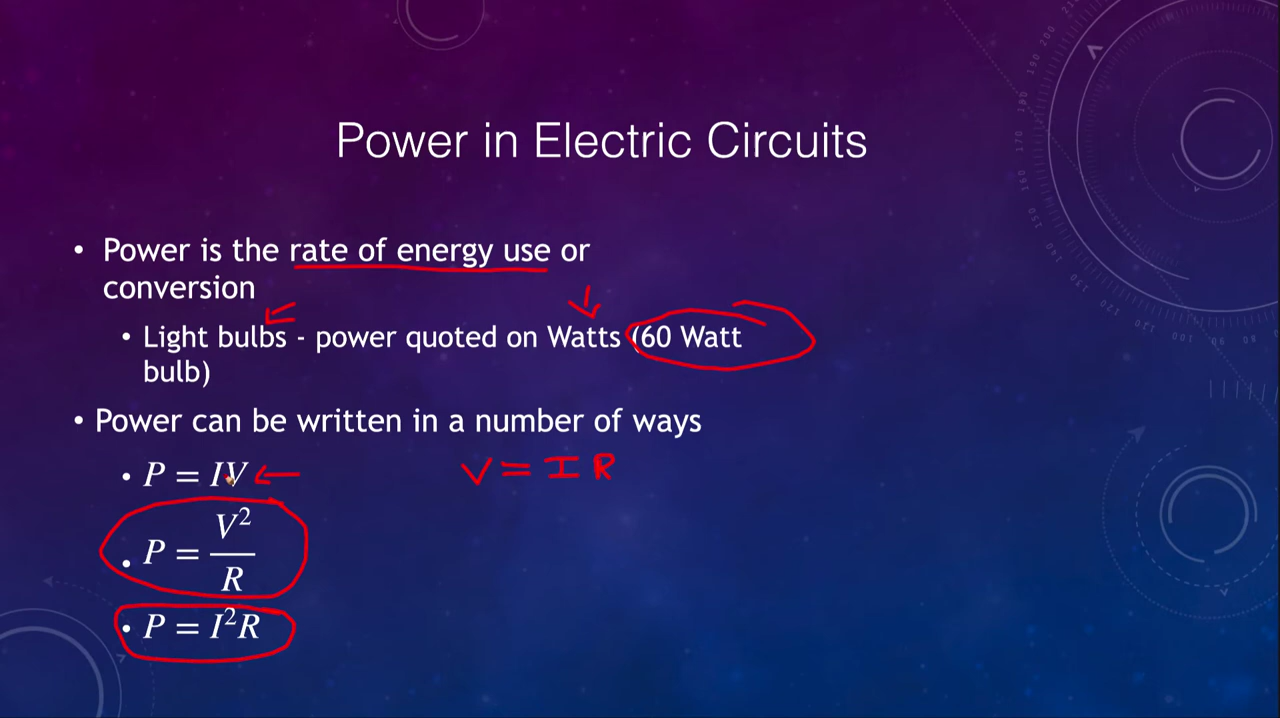 Power in Electric Circuits
• Power is the rate of energy use or
conversion
• Light bulbs - power quoted on Watts (60 Watt
bulb)
• Power can be written in a number of ways
• P = IV V = I R
• P = V²/R
• P = I²R